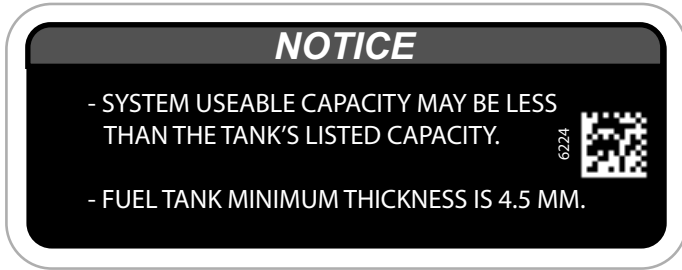 NOTICE
- SYSTEM USEABLE CAPACITY MAY BE LESS
THAN THE TANK'S LISTED CAPACITY.
6224
- FUEL TANK MINIMUM THICKNESS IS 4.5 MM.